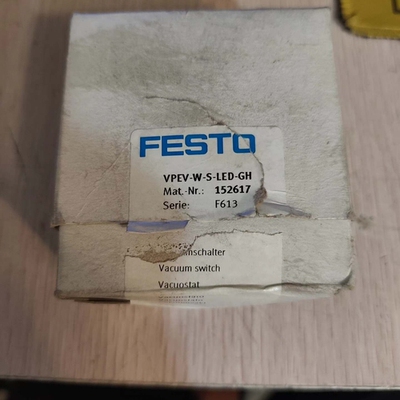 FESTO
VPEV-W-S-LED-GH
Mat.-Nr.: 152617
Serie: F613
Vacuum switch
Vacuostat